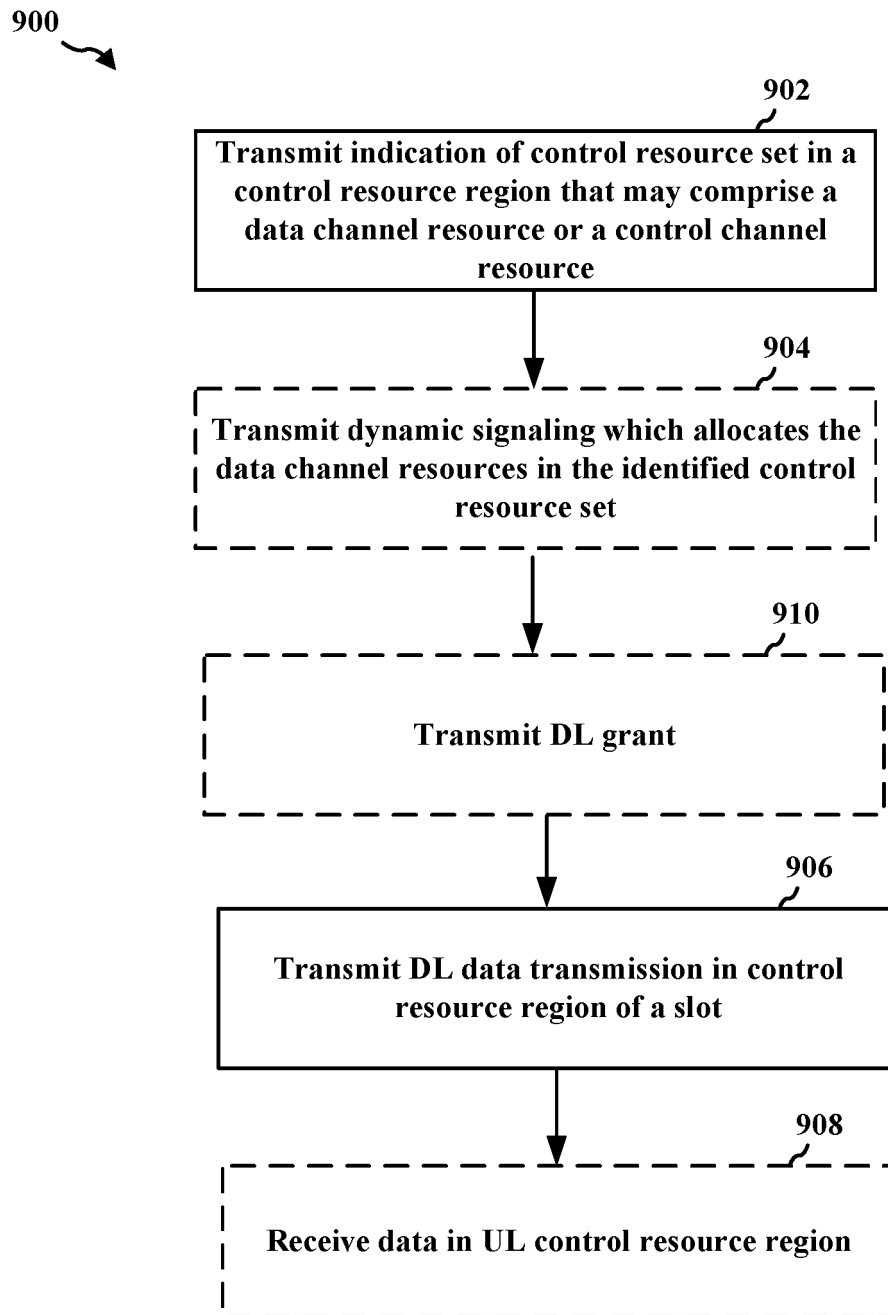 900
902
Transmit indication of control resource set in a
control resource region that may comprise a
data channel resource or a control channel
resource
904
Transmit dynamic signaling which allocates the
data channel resources in the identified control
resource set
910
Transmit DL grant
906
Transmit DL data transmission in control
resource region of a slot
908
Receive data in UL control resource region